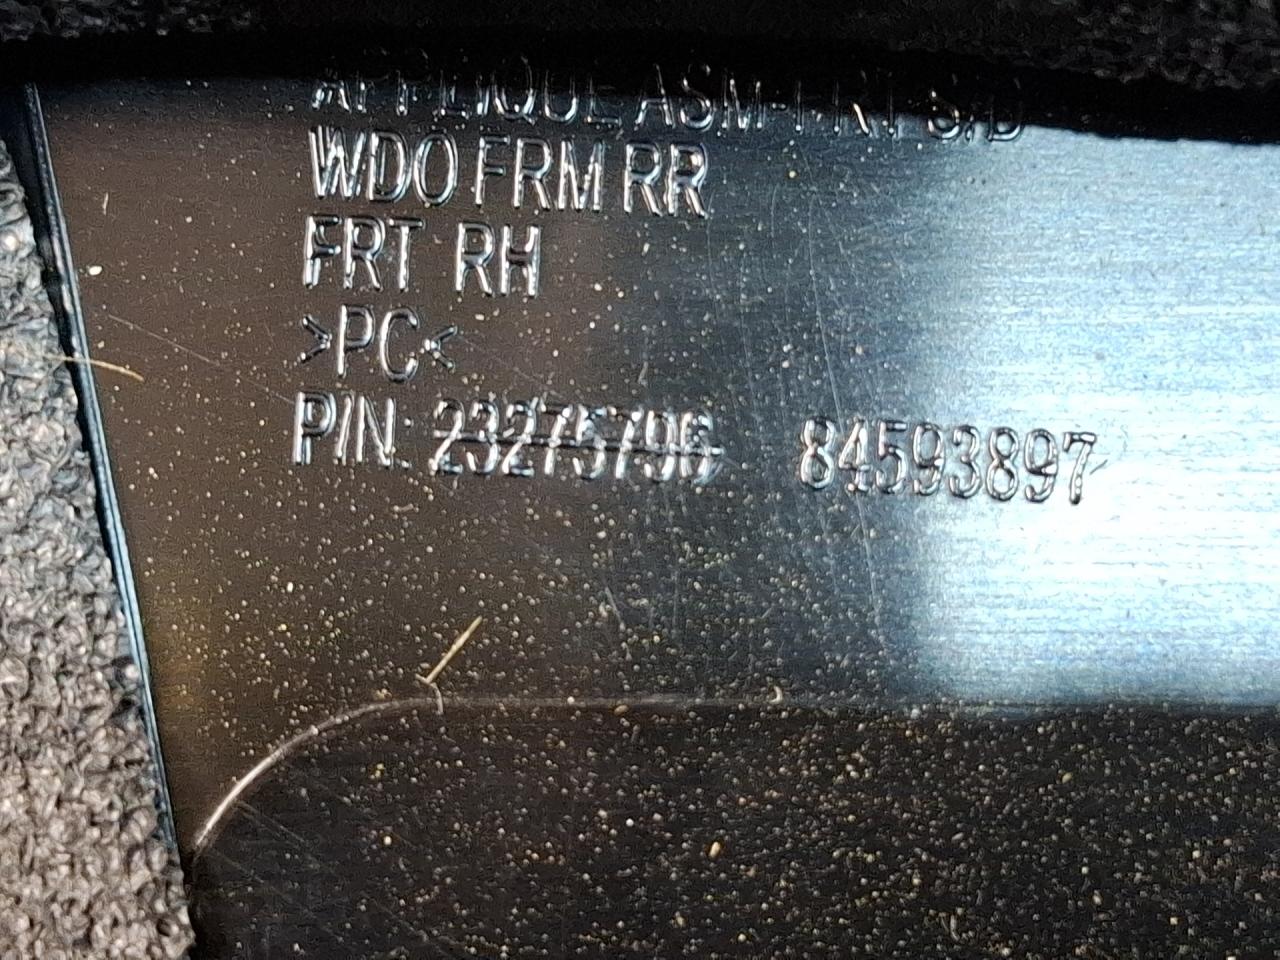 APPLIQUE ASM-FRT S/D
WDO FRM RR
FRT RH
>PC<
P/N: 23275796 84593897